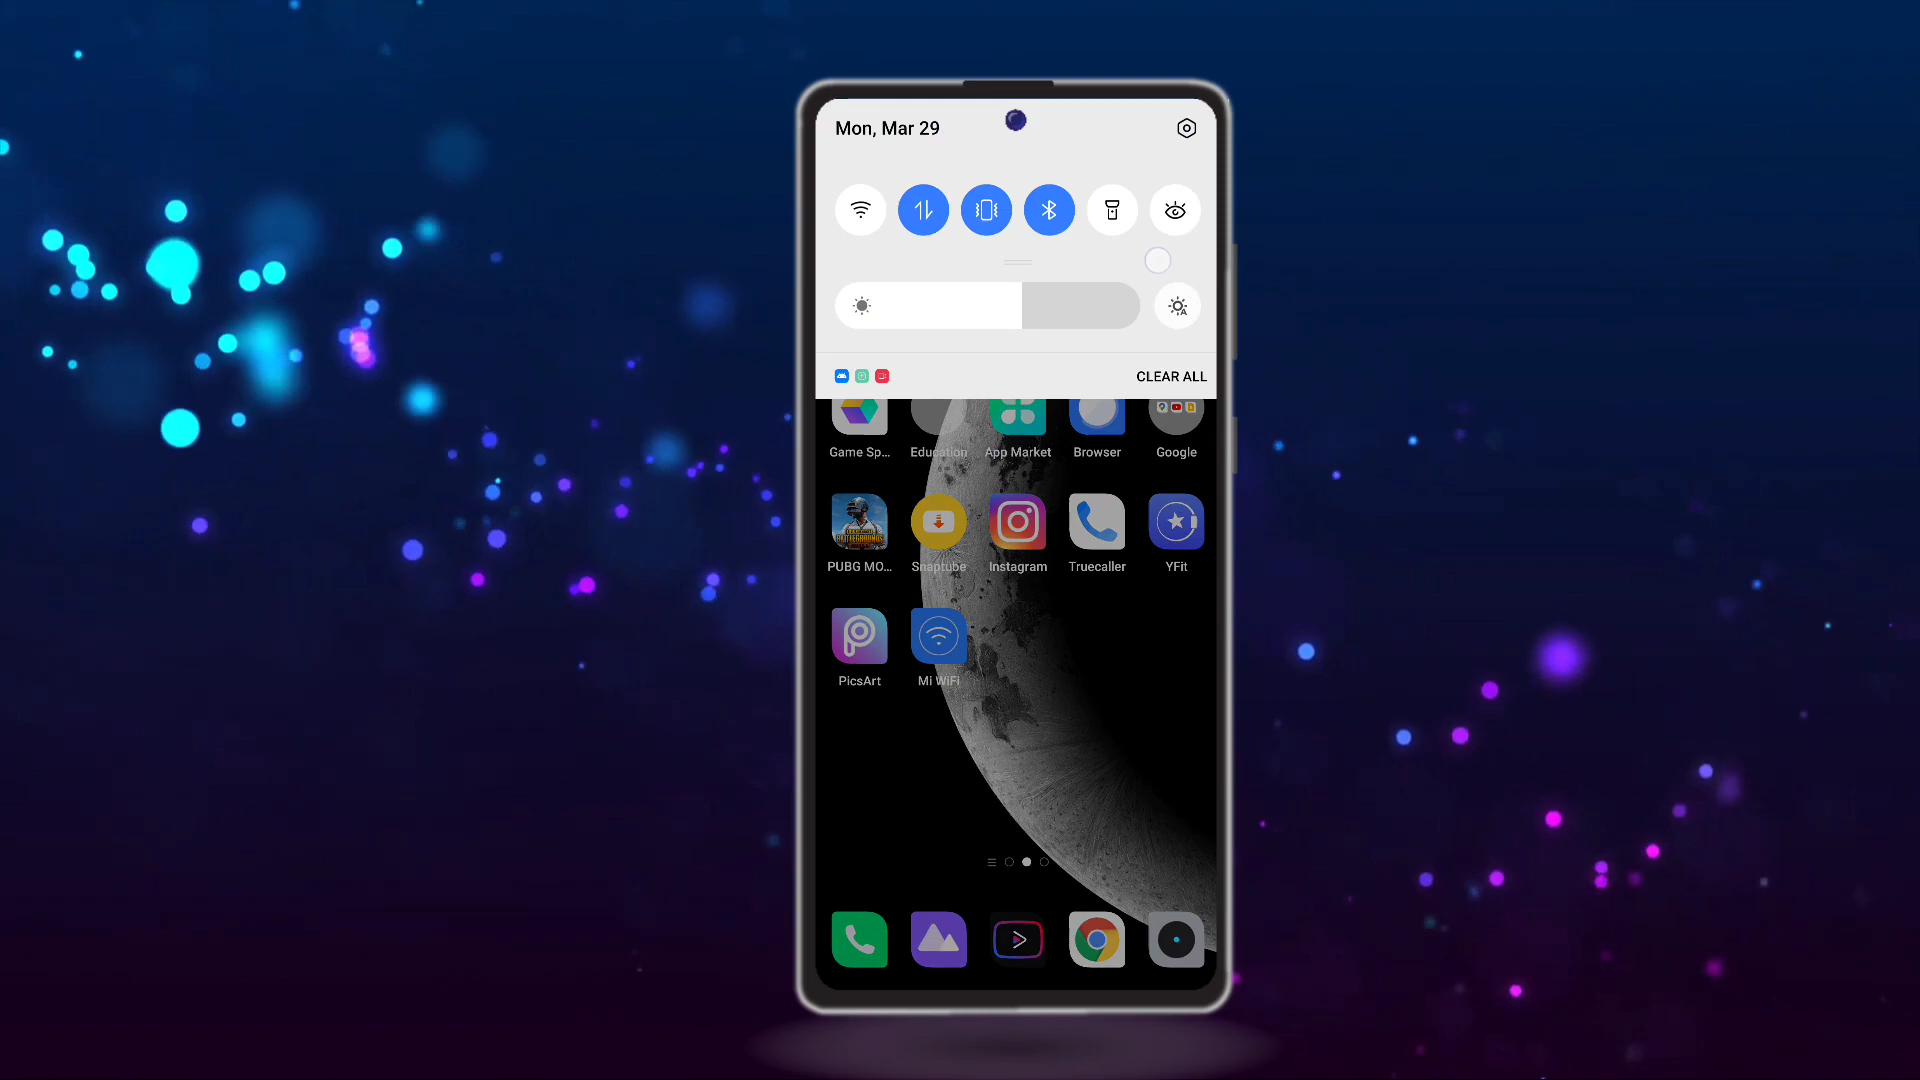 Mon, Mar 29
CLEAR ALL
Game Sp...
Education
App Market
Browser
Google
PUBG MO...
Snaptube
Instagram
Truecaller
YFit
PicsArt
Mi WiFi